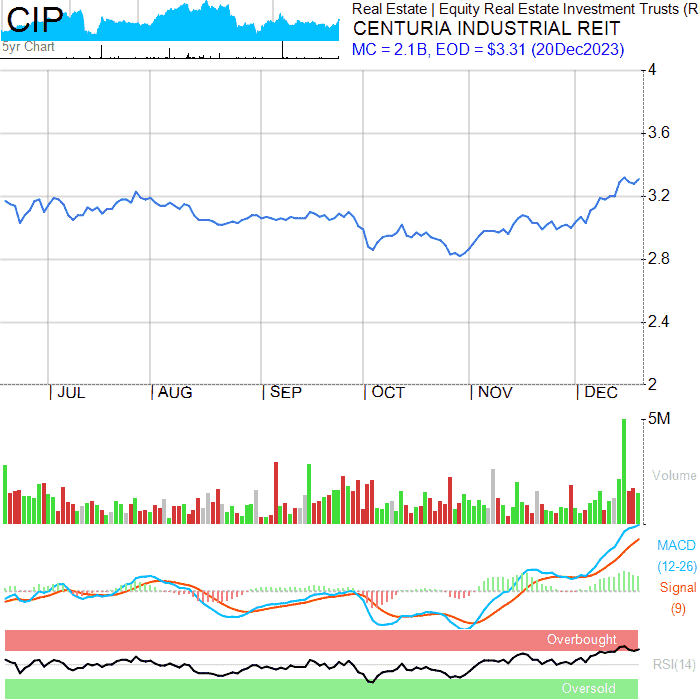 CIP
5yr Chart
Real Estate | Equity Real Estate Investment Trusts (R
CENTURIA INDUSTRIAL REIT
MC = 2.1B, EOD = $3.31 (20Dec2023)
4
3.6
3.2
2.8
2.4
2
JUL AUG SEP OCT NOV DEC
5M
Volume
MACD
(12-26)
Signal
(9)
Overbought
RSI(14)
Oversold